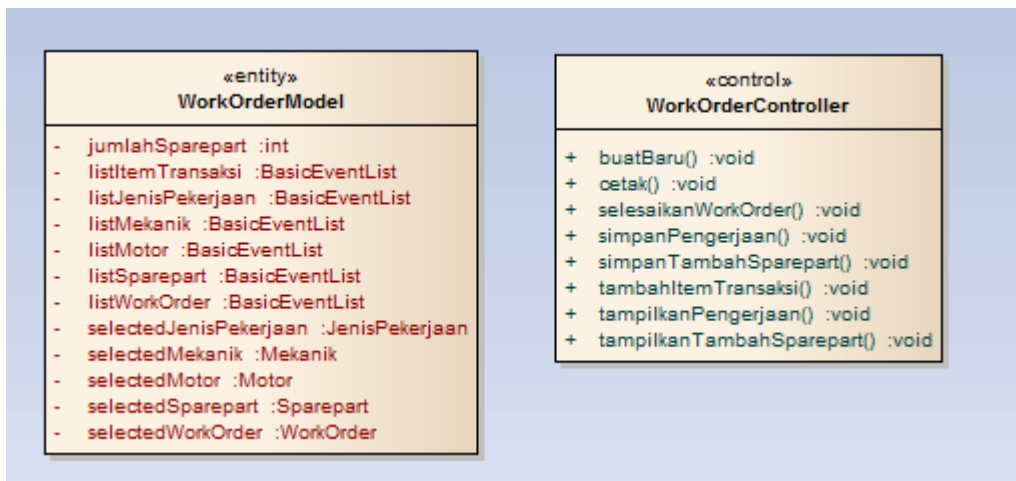 «entity»
WorkOrderModel
- jumlahSparepart :int
- listItemTransaksi :BasicEventList
- listJenisPekerjaan :BasicEventList
- listMekanik :BasicEventList
- listMotor :BasicEventList
- listSparepart :BasicEventList
- listWorkOrder :BasicEventList
- selectedJenisPekerjaan :JenisPekerjaan
- selectedMekanik :Mekanik
- selectedMotor :Motor
- selectedSparepart :Sparepart
- selectedWorkOrder :WorkOrder
«control»
WorkOrderController
+ buatBaru() :void
+ cetak() :void
+ selesaikanWorkOrder() :void
+ simpanPengerjaan() :void
+ simpanTambahSparepart() :void
+ tambahItemTransaksi() :void
+ tampilkanPengerjaan() :void
+ tampilkanTambahSparepart() :void